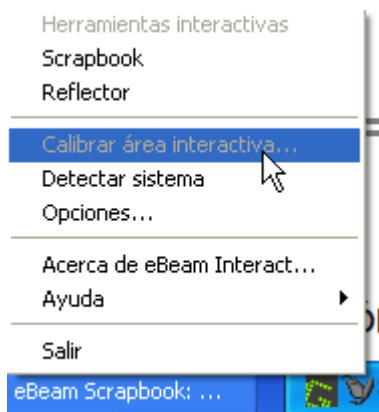 Herramientas interactivas
Scrapbook
Reflector
Calibrar área interactiva...
Detectar sistema
Opciones...
Acerca de eBeam Interact...
Ayuda
Salir
eBeam Scrapbook: ...